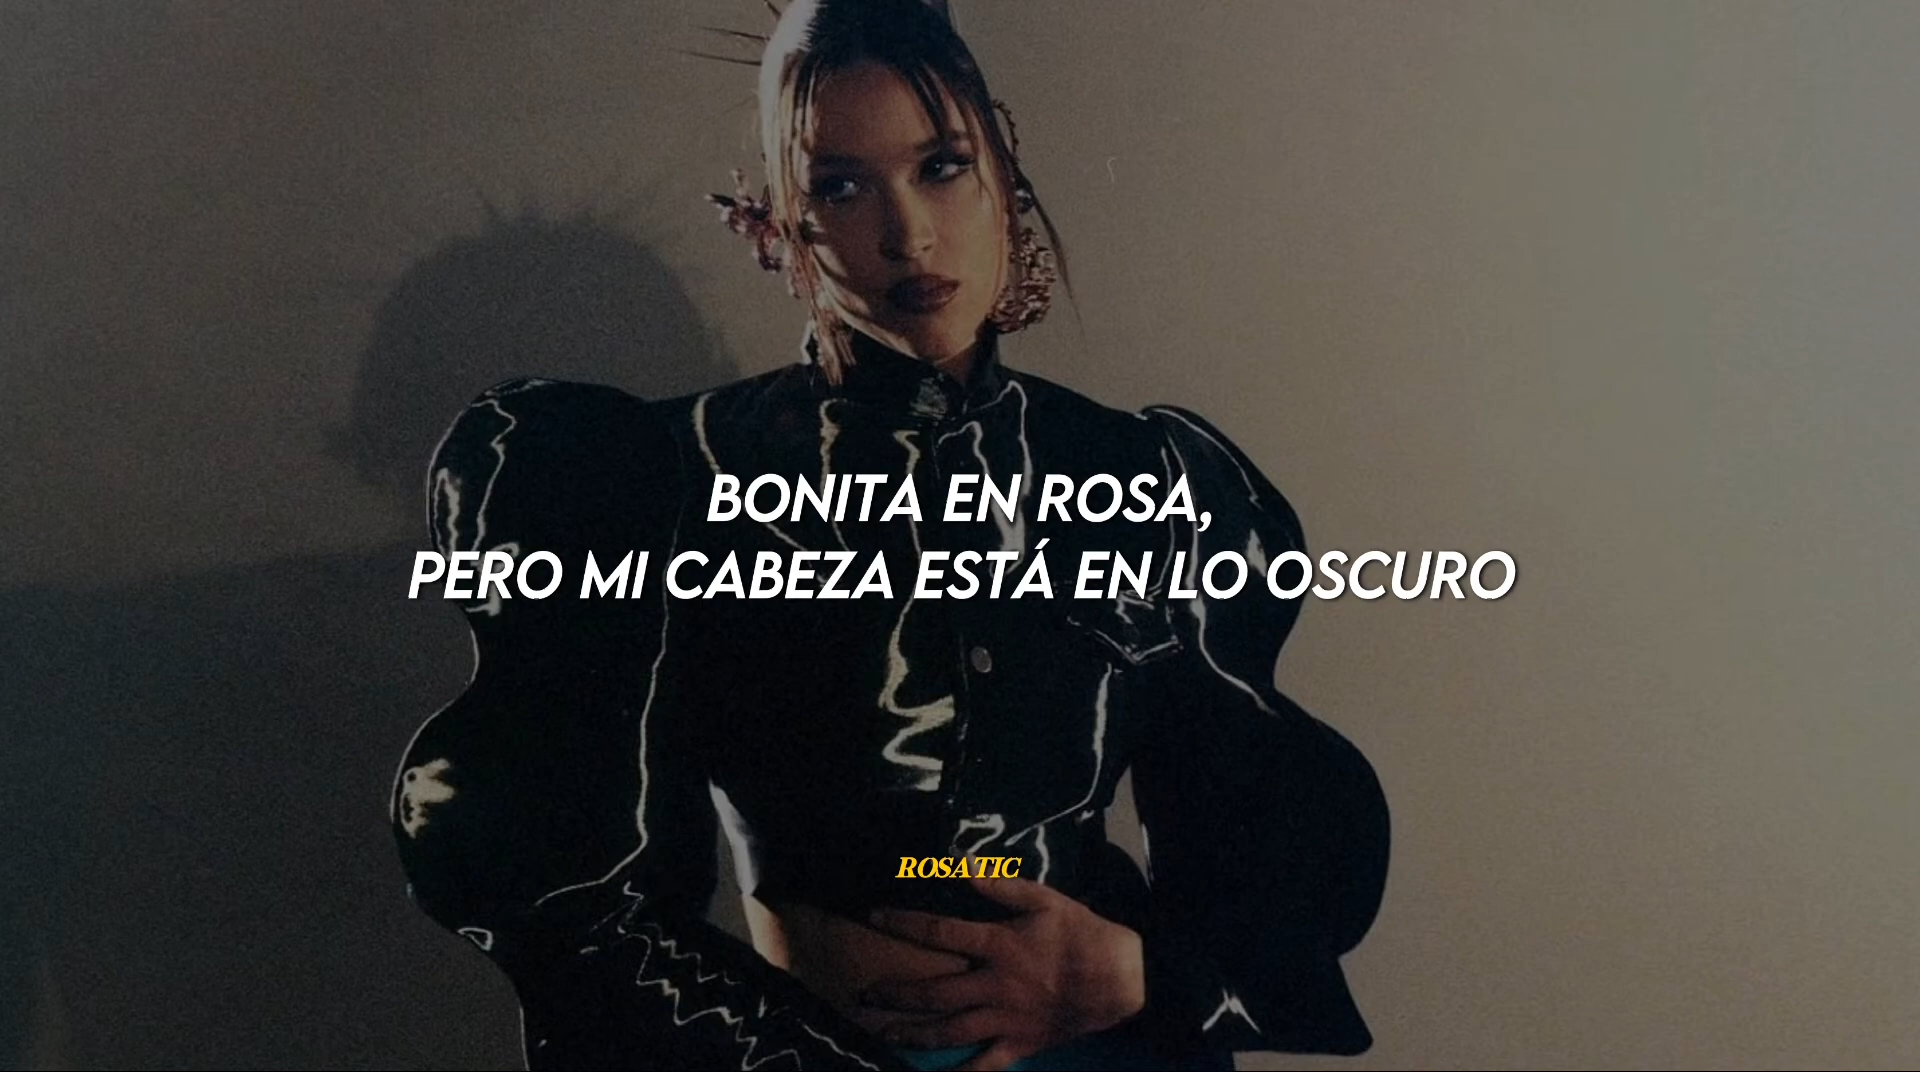 BONITA EN ROSA,
PERO MI CABEZA ESTÁ EN LO OSCURO
ROSATIC